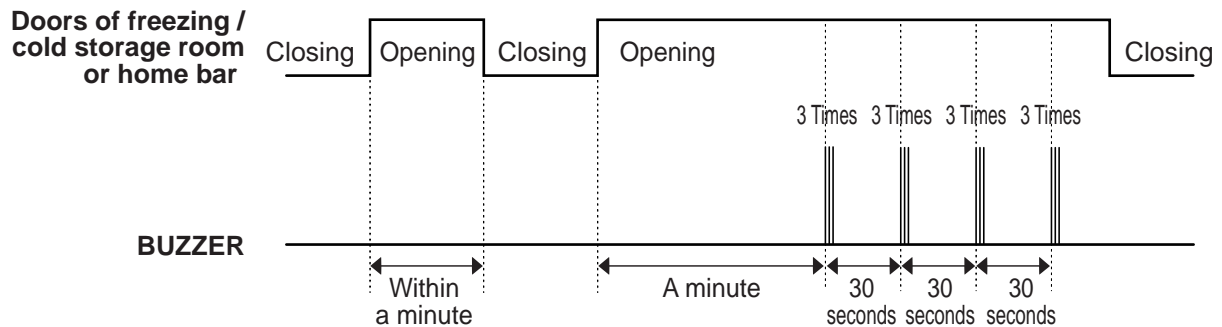 Doors of freezing /
cold storage room
or home bar
Closing Opening Closing Opening Closing
3 Times 3 Times 3 Times 3 Times
BUZZER
Within
a minute
A minute
30
seconds
30
seconds
30
seconds